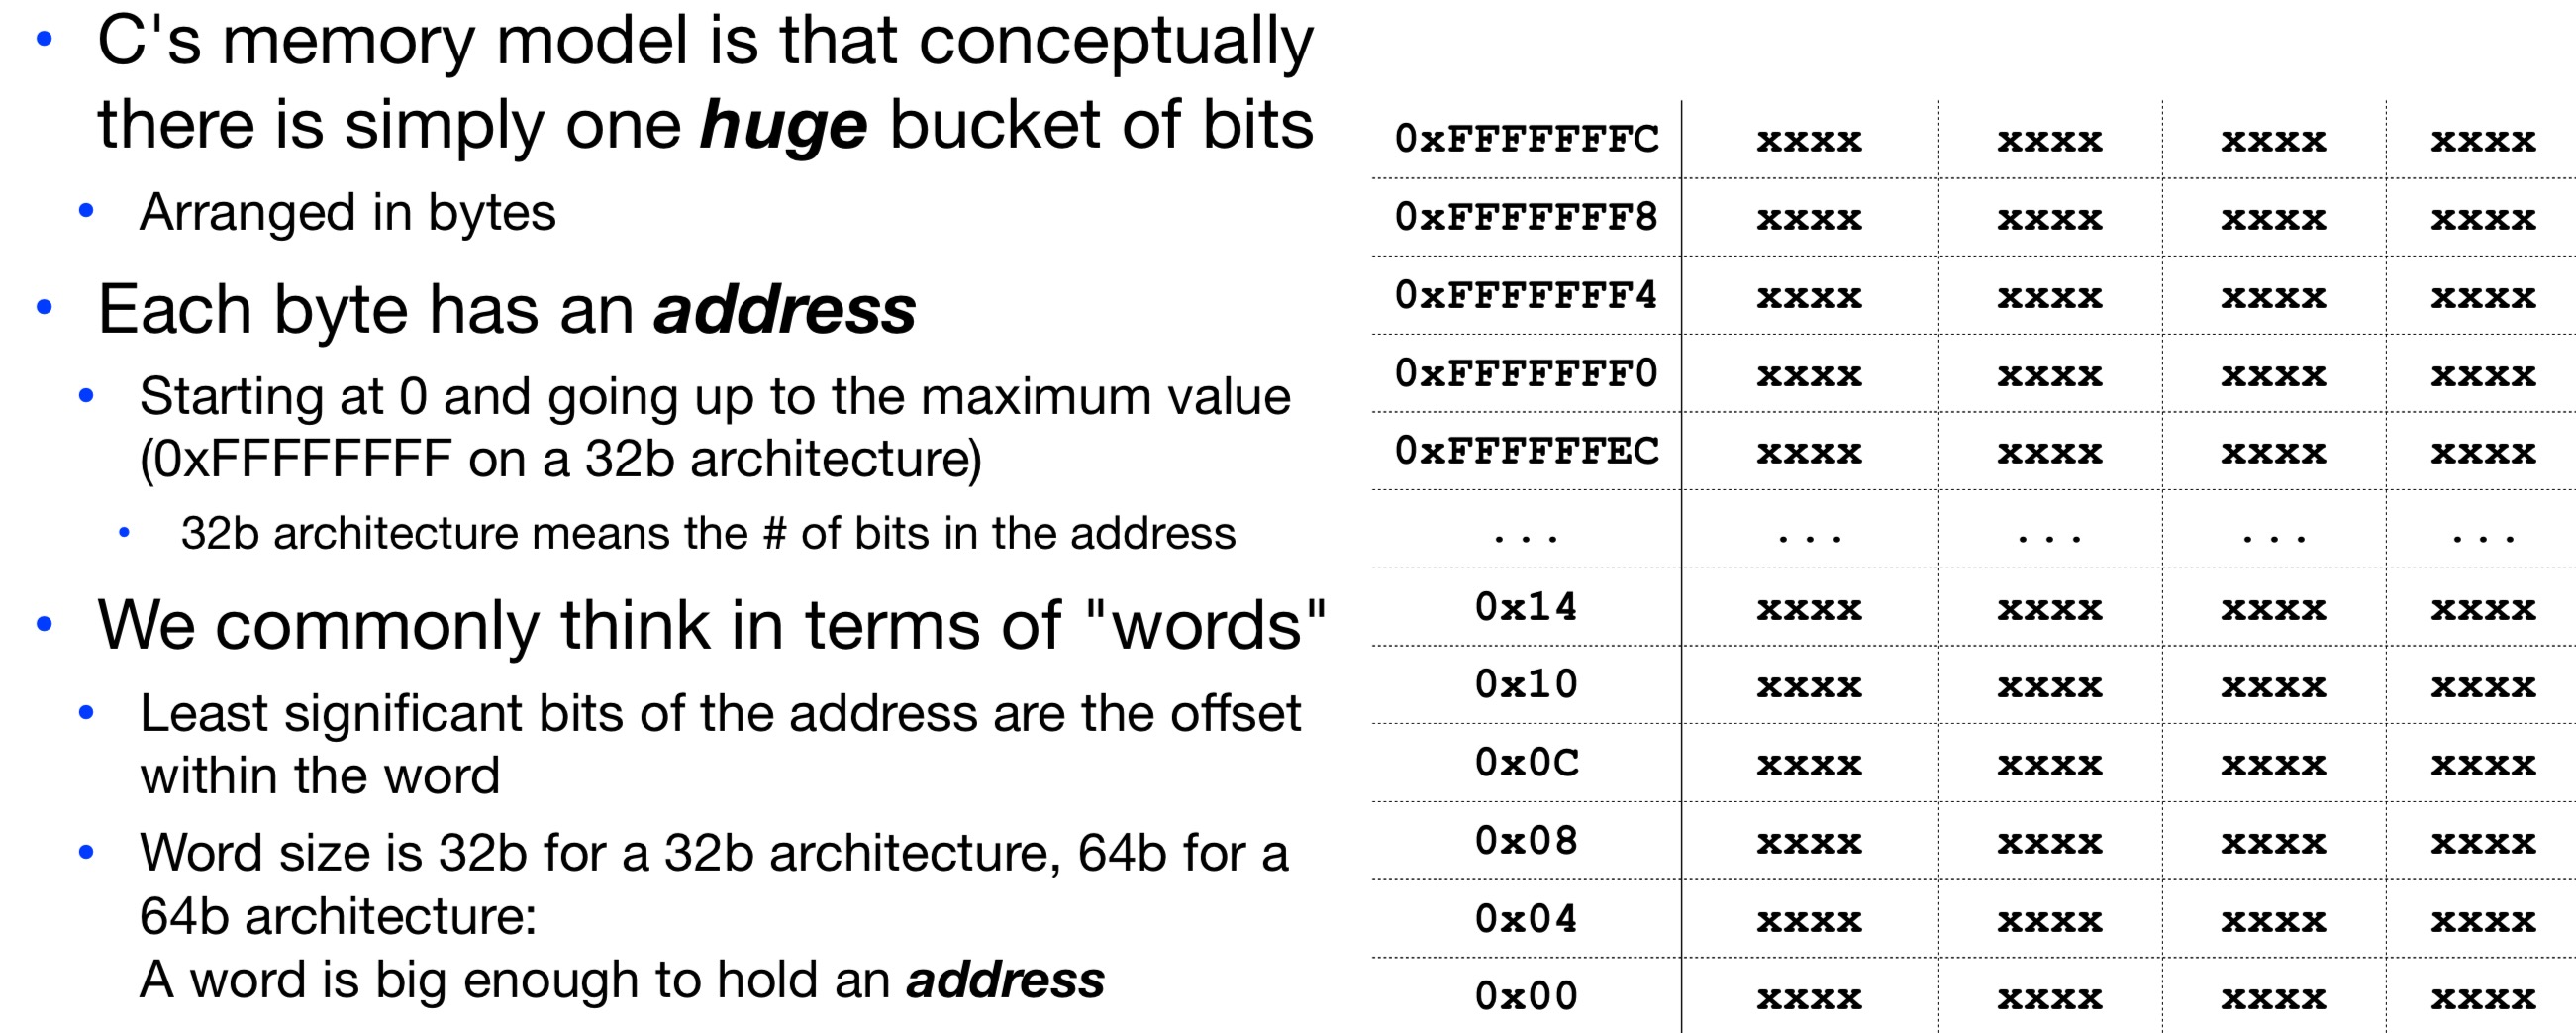 • C's memory model is that conceptually
there is simply one huge bucket of bits
• Arranged in bytes
• Each byte has an address
• Starting at 0 and going up to the maximum value
(0xFFFFFFFF on a 32b architecture)
• 32b architecture means the # of bits in the address
• We commonly think in terms of "words"
• Least significant bits of the address are the offset
within the word
• Word size is 32b for a 32b architecture, 64b for a
64b architecture:
A word is big enough to hold an address
0xFFFFFFFC xxxx xxxx xxxx xxxx
0xFFFFFFF8 xxxx xxxx xxxx xxxx
0xFFFFFFF4 xxxx xxxx xxxx xxxx
0xFFFFFFF0 xxxx xxxx xxxx xxxx
0xFFFFFFEC xxxx xxxx xxxx xxxx
... ... ... ... ...
0x14 xxxx xxxx xxxx xxxx
0x10 xxxx xxxx xxxx xxxx
0x0C xxxx xxxx xxxx xxxx
0x08 xxxx xxxx xxxx xxxx
0x04 xxxx xxxx xxxx xxxx
0x00 xxxx xxxx xxxx xxxx